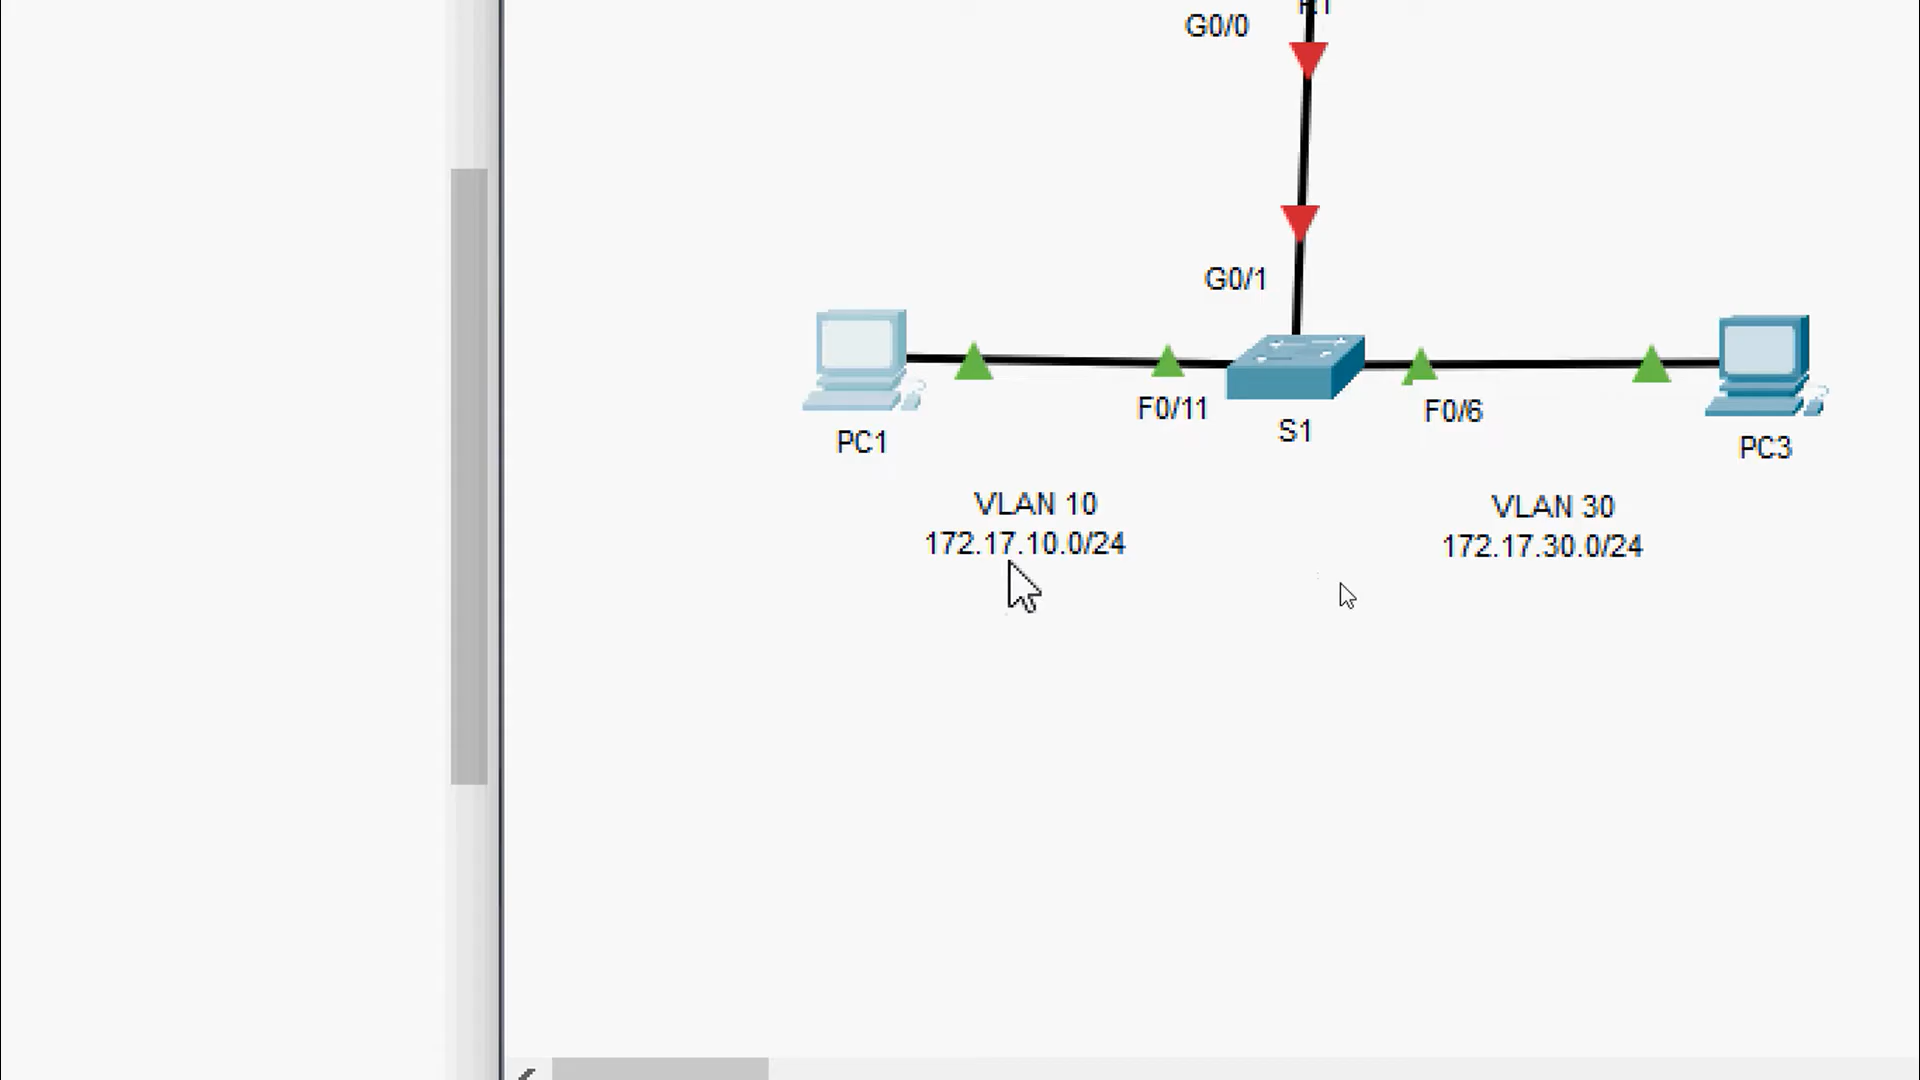 R1
G0/0
G0/1
F0/11
F0/6
S1
PC1
PC3
VLAN 10
172.17.10.0/24
VLAN 30
172.17.30.0/24